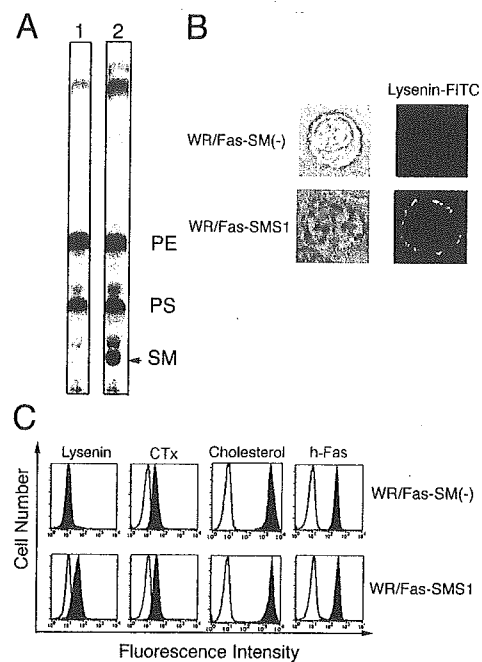 A
1 2
PE
PS
SM
B
Lysenin-FITC
WR/Fas-SM(-)
WR/Fas-SMS1
C
Lysenin CTx Cholesterol h-Fas
WR/Fas-SM(-)
WR/Fas-SMS1
Cell Number
Fluorescence Intensity